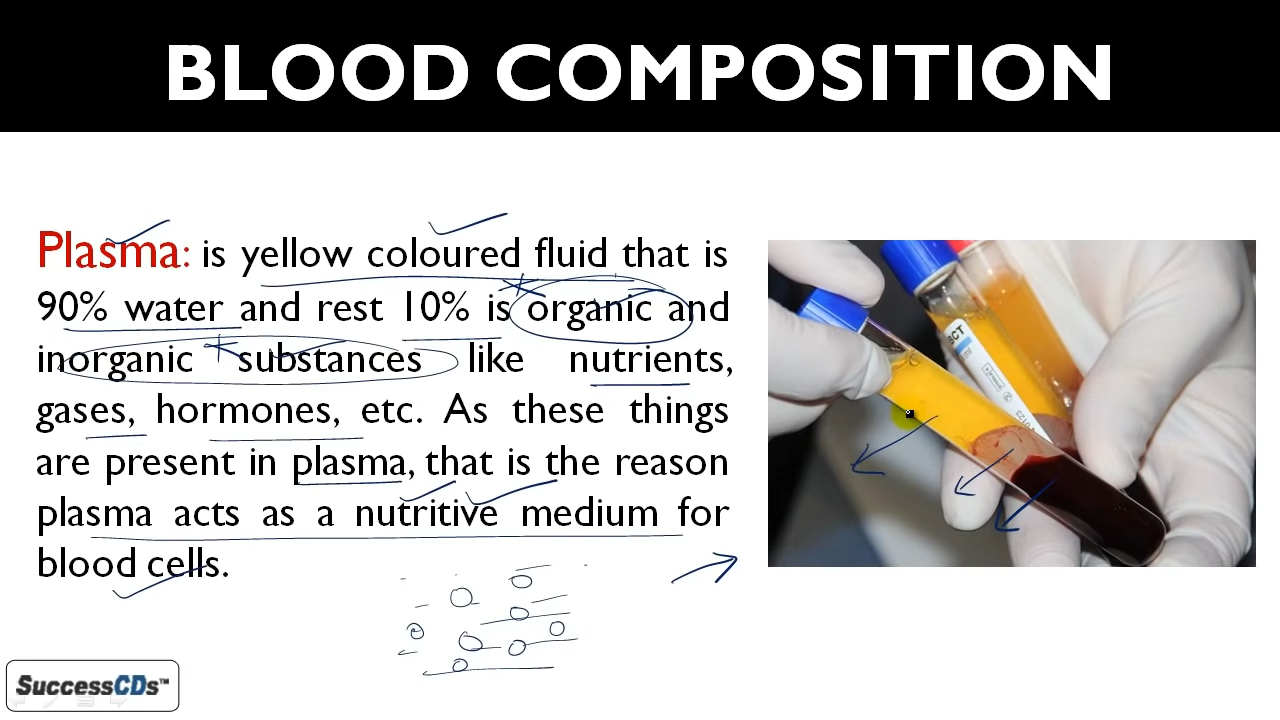 BLOOD COMPOSITION
Plasma: is yellow coloured fluid that is
90% water and rest 10% is organic and
inorganic substances like nutrients,
gases, hormones, etc. As these things
are present in plasma, that is the reason
plasma acts as a nutritive medium for
blood cells.
BCT
SuccessCDs™